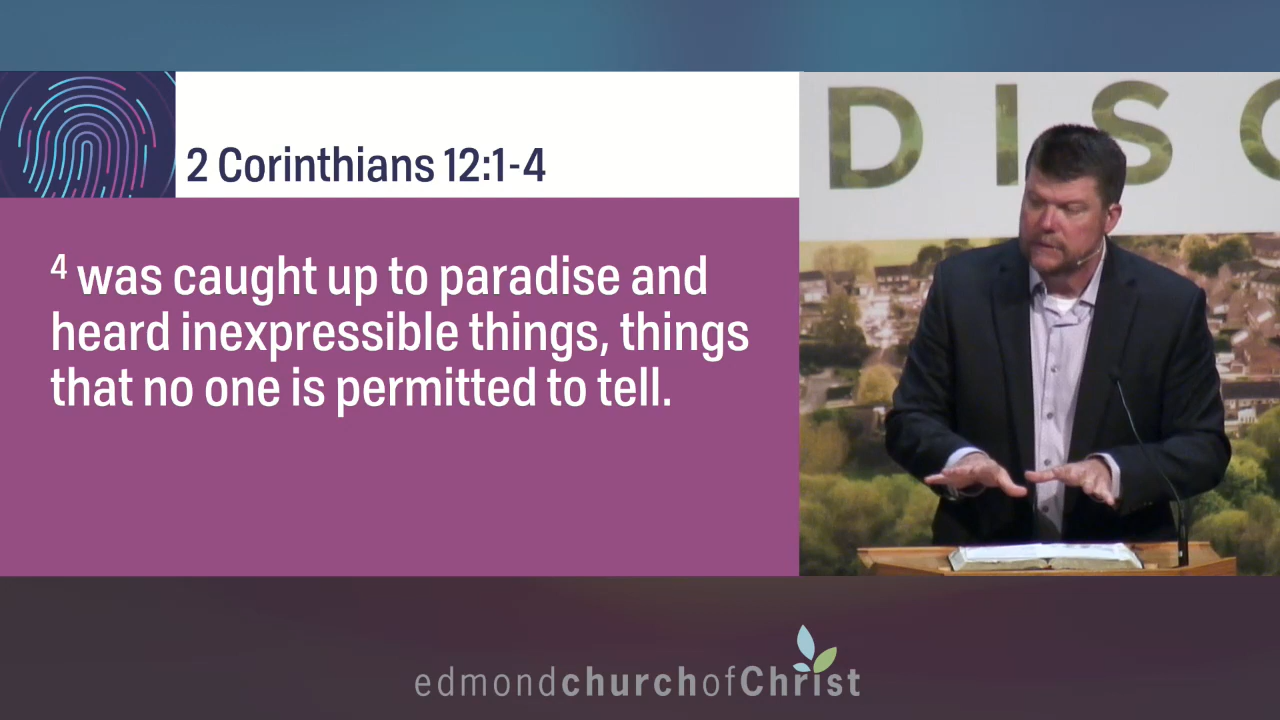 DISC
2 Corinthians 12:1-4
4 was caught up to paradise and
heard inexpressible things, things
that no one is permitted to tell.
edmondchurchofChrist